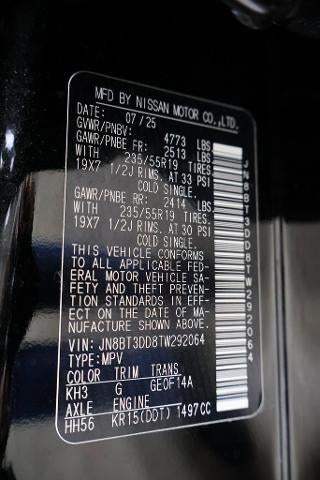 MFD BY NISSAN MOTOR CO.,LTD.
DATE: 07/25
GVWR/PNBV: 4773 LBS
GAWR/PNBE FR: 2513 LBS
WITH 235/55R19 TIRES,
19X7 1/2J RIMS, AT 33 PSI
COLD SINGLE.
GAWR/PNBE RR: 2414 LBS
WITH 235/55R19 TIRES,
19X7 1/2J RIMS, AT 30 PSI
COLD SINGLE.
THIS VEHICLE CONFORMS
TO ALL APPLICABLE FED-
ERAL MOTOR VEHICLE SA-
FETY AND THEFT PREVEN-
TION STANDARDS IN EFF-
ECT ON THE DATE OF MA-
NUFACTURE SHOWN ABOVE.
VIN: JN8BT3DD8TW292064
TYPE: MPV
COLOR TRIM TRANS
KH3 G GE0F14A
AXLE ENGINE
HH56 KR15(DDT) 1497CC
JN8BT3DD8TW292064